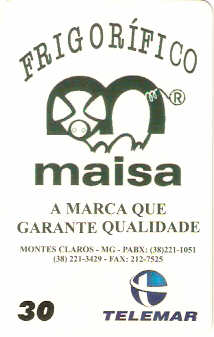 FRIGORÍFICO
m®
maisa
A MARCA QUE
GARANTE QUALIDADE
MONTES CLAROS - MG - PABX: (38)221-1051
(38) 221-3429 - FAX: 212-7525
30
TELEMAR